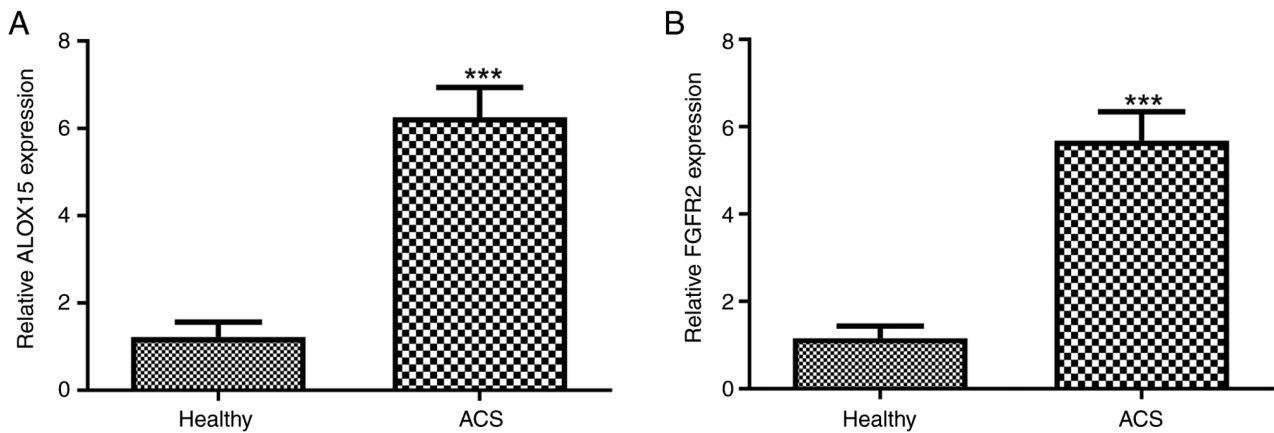 A
Relative ALOX15 expression
8
6
4
2
0
***
Healthy
ACS
B
Relative FGFR2 expression
8
6
4
2
0
***
Healthy
ACS